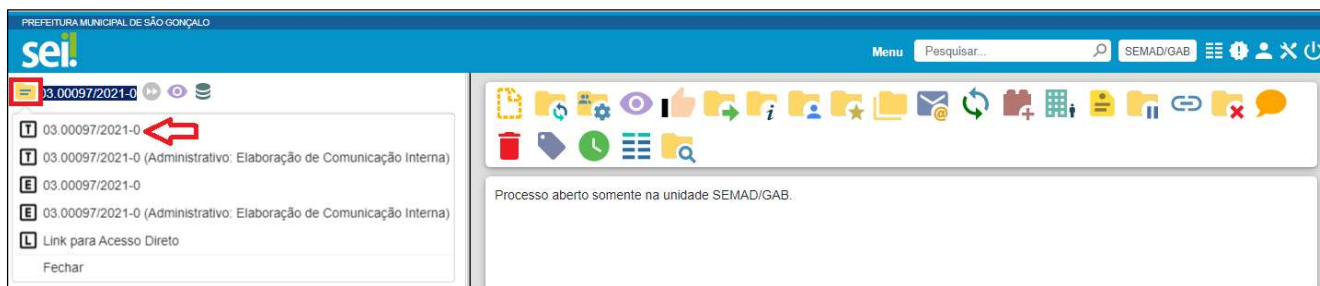 PREFEITURA MUNICIPAL DE SÃO GONÇALO
sei!
Menu Pesquisar... SEMAD/GAB
03.00097/2021-0
T 03.00097/2021-0
T 03.00097/2021-0 (Administrativo: Elaboração de Comunicação Interna)
E 03.00097/2021-0
E 03.00097/2021-0 (Administrativo: Elaboração de Comunicação Interna)
L Link para Acesso Direto
Fechar
Processo aberto somente na unidade SEMAD/GAB.